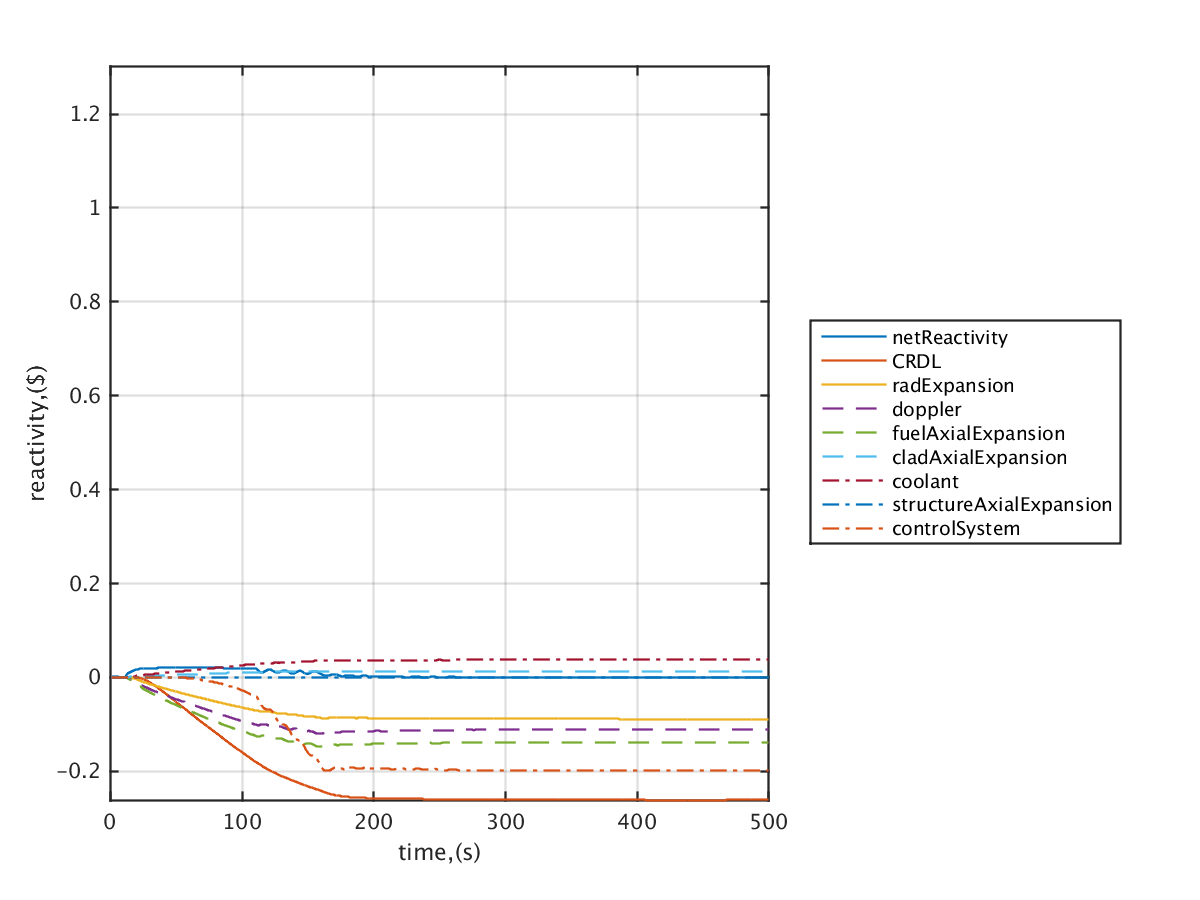 1.2
1
0.8
0.6
0.4
0.2
0
−0.2
reactivity,($)
0 100 200 300 400 500
time,(s)
netReactivity
CRDL
radExpansion
doppler
fuelAxialExpansion
cladAxialExpansion
coolant
structureAxialExpansion
controlSystem